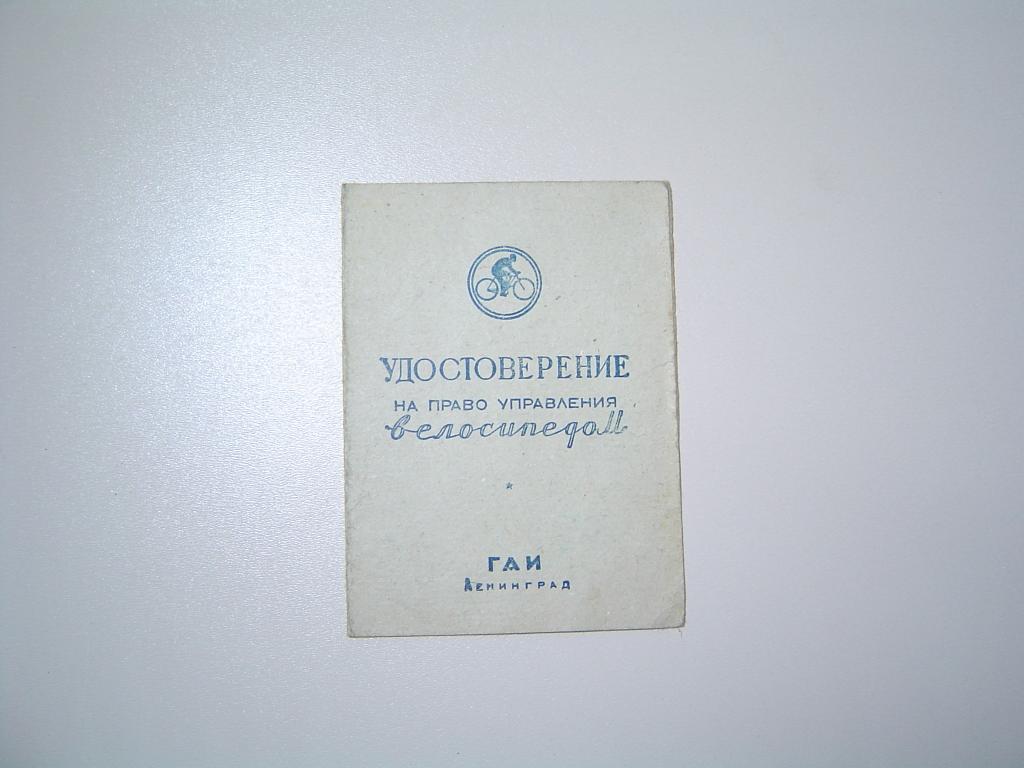 УДОСТОВЕРЕНИЕ
НА ПРАВО УПРАВЛЕНИЯ
велосипедоМ
ГАИ
ЛЕНИНГРАД